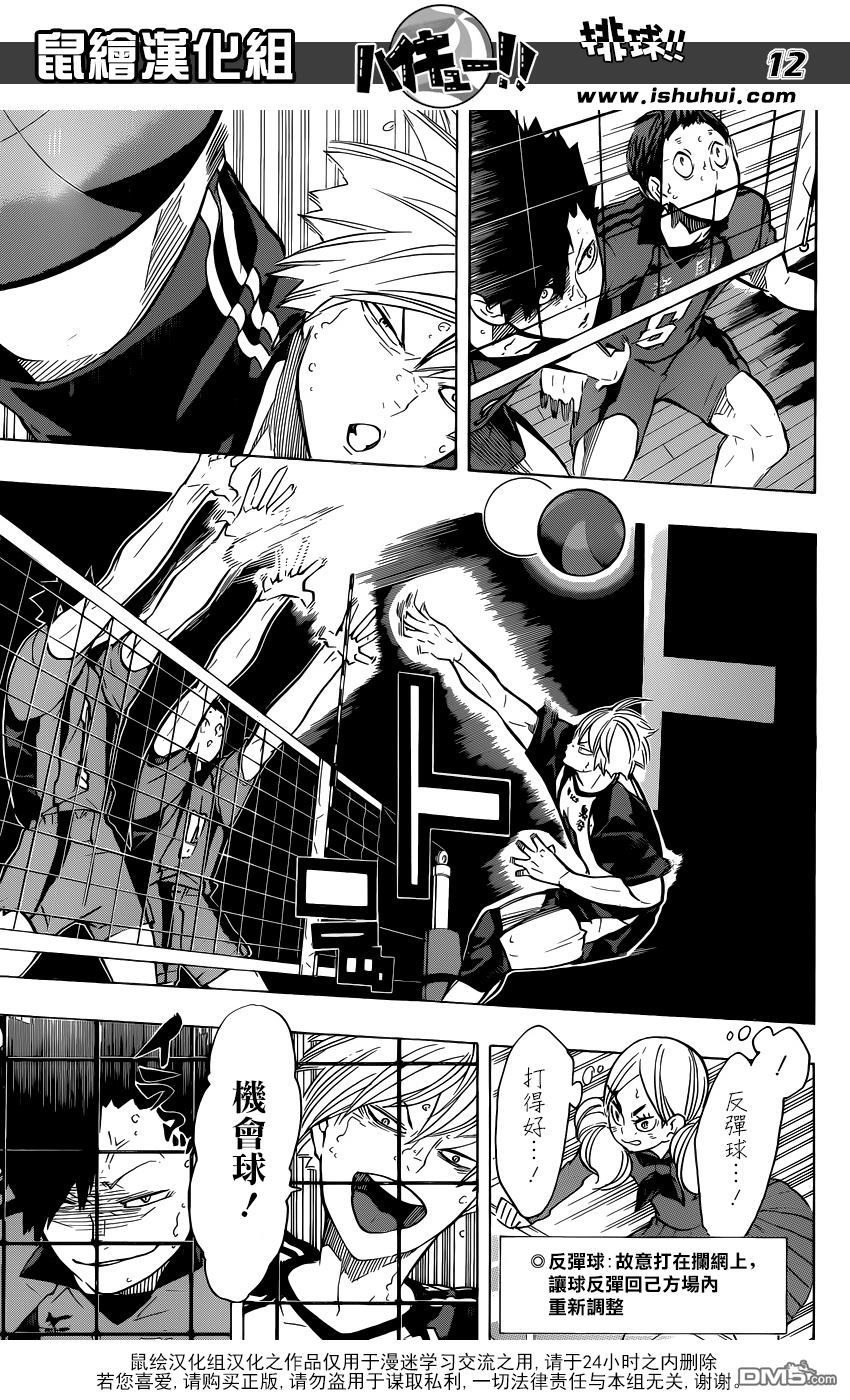 鼠繪漢化組
ハイキュー!!
排球!!
12
www.ishuhui.com
6
反彈球…!
打得好…!
機會球!
◎反彈球:故意打在攔網上,
讓球反彈回己方場內
重新調整
鼠绘汉化组汉化之作品仅用于漫迷学习交流之用,请于24小时之内删除
若您喜爱,请购买正版,请勿盗用于谋取私利,一切法律责任与本组无关,谢谢。
DM5.com